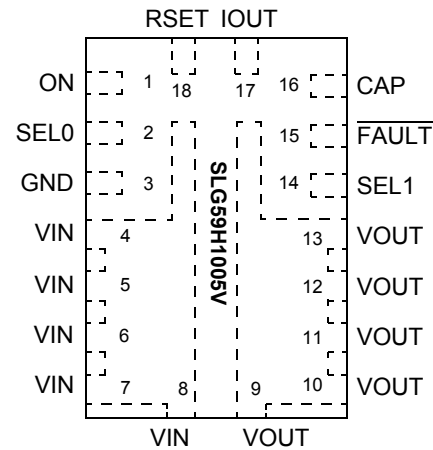 RSET IOUT
ON 1 18 17 16 CAP
SEL0 2 15 FAULT
GND 3 14 SEL1
SLG59H1005V
VIN 4 13 VOUT
VIN 5 12 VOUT
VIN 6 11 VOUT
VIN 7 8 9 10 VOUT
VIN VOUT